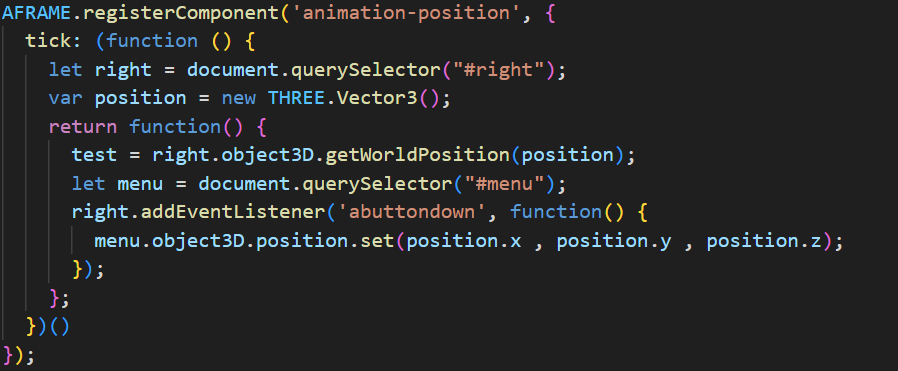 AFRAME.registerComponent('animation-position', {
  tick: (function () {
    let right = document.querySelector("#right");
    var position = new THREE.Vector3();
    return function() {
      test = right.object3D.getWorldPosition(position);
      let menu = document.querySelector("#menu");
      right.addEventListener('abuttondown', function() {
        menu.object3D.position.set(position.x , position.y , position.z);
      });
    };
  })()
});